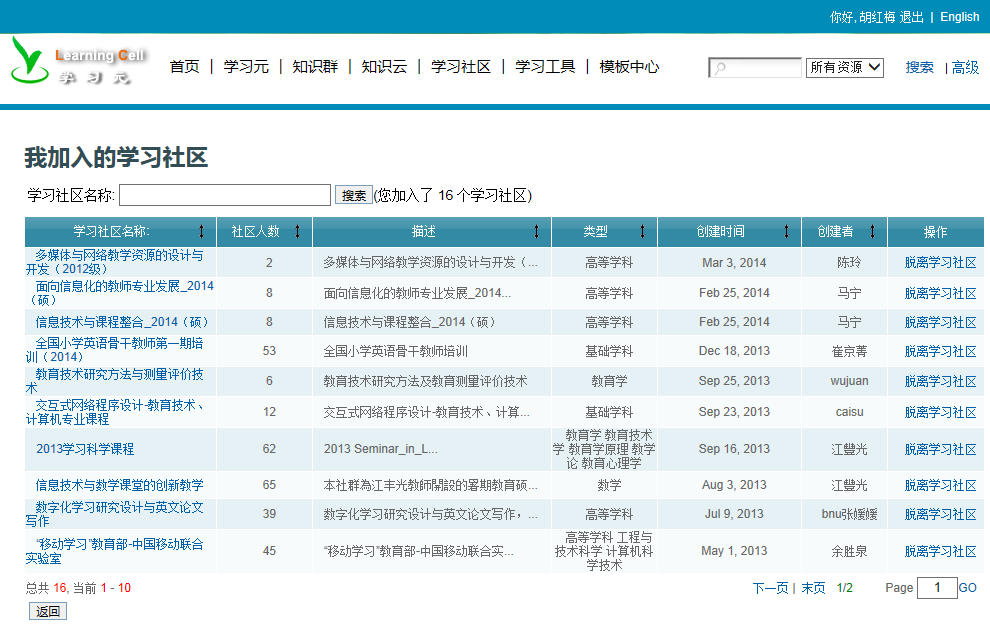 你好, 胡红梅 退出 | English
Learning Cell
学习元
首页 | 学习元 | 知识群 | 知识云 | 学习社区 | 学习工具 | 模板中心
所有资源 搜索 | 高级
我加入的学习社区
学习社区名称: 搜索 (您加入了 16 个学习社区)
学习社区名称: 社区人数 描述 类型 创建时间 创建者 操作
多媒体与网络教学资源的设计与
开发（2012级）
2 多媒体与网络教学资源的设计与开发（... 高等学科 Mar 3, 2014 陈玲 脱离学习社区
面向信息化的教师专业发展_2014
（硕）
8 面向信息化的教师专业发展_2014... 高等学科 Feb 25, 2014 马宁 脱离学习社区
信息技术与课程整合_2014（硕） 8 信息技术与课程整合_2014（硕） 高等学科 Feb 25, 2014 马宁 脱离学习社区
全国小学英语骨干教师第一期培
训（2014）
53 全国小学英语骨干教师培训 基础学科 Dec 18, 2013 崔京菁 脱离学习社区
教育技术研究方法与测量评价技
术
6 教育技术研究方法及教育测量评价技术 教育学 Sep 25, 2013 wujuan 脱离学习社区
交互式网络程序设计-教育技术、
计算机专业课程
12 交互式网络程序设计-教育技术、计算... 基础学科 Sep 23, 2013 caisu 脱离学习社区
2013学习科学课程 62 2013 Seminar_in_L...
教育学 教育技术
学 教育学原理 教学
论 教育心理学
Sep 16, 2013 江豐光 脱离学习社区
信息技术与数学课堂的创新教学 65 本社群為江丰光教師開設的署期教育硕... 数学 Aug 3, 2013 江豐光 脱离学习社区
数字化学习研究设计与英文论文
写作
39 数字化学习研究设计与英文论文写作，... 高等学科 Jul 9, 2013 bnu张媛媛 脱离学习社区
“移动学习”教育部-中国移动联合
实验室
45 “移动学习”教育部-中国移动联合实...
高等学科 工程与
技术科学 计算机科
学技术
May 1, 2013 余胜泉 脱离学习社区
总共 16, 当前 1 - 10 下一页 | 末页 1/2 Page 1 GO
返回